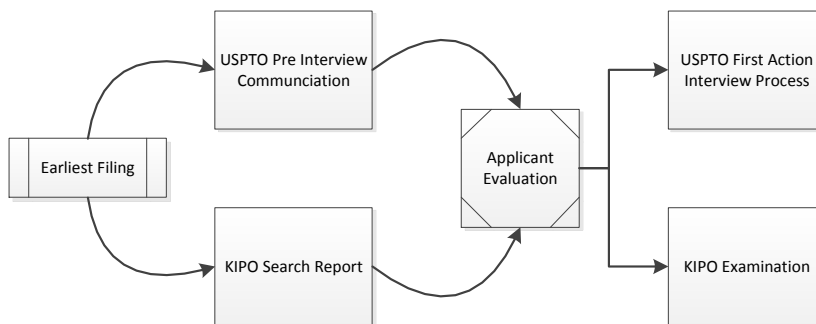 USPTO Pre Interview
Communciation
USPTO First Action
Interview Process
Earliest Filing
Applicant
Evaluation
KIPO Search Report
KIPO Examination